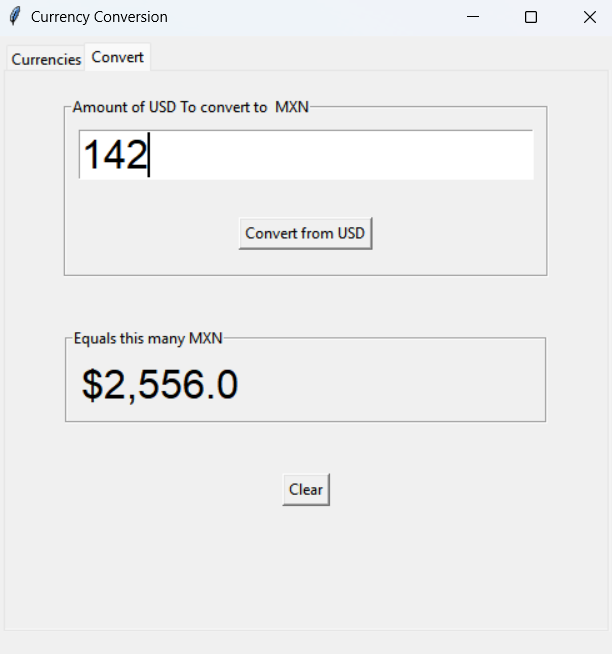 Currency Conversion
Currencies Convert
Amount of USD To convert to  MXN
142
Convert from USD
Equals this many MXN
$2,556.0
Clear